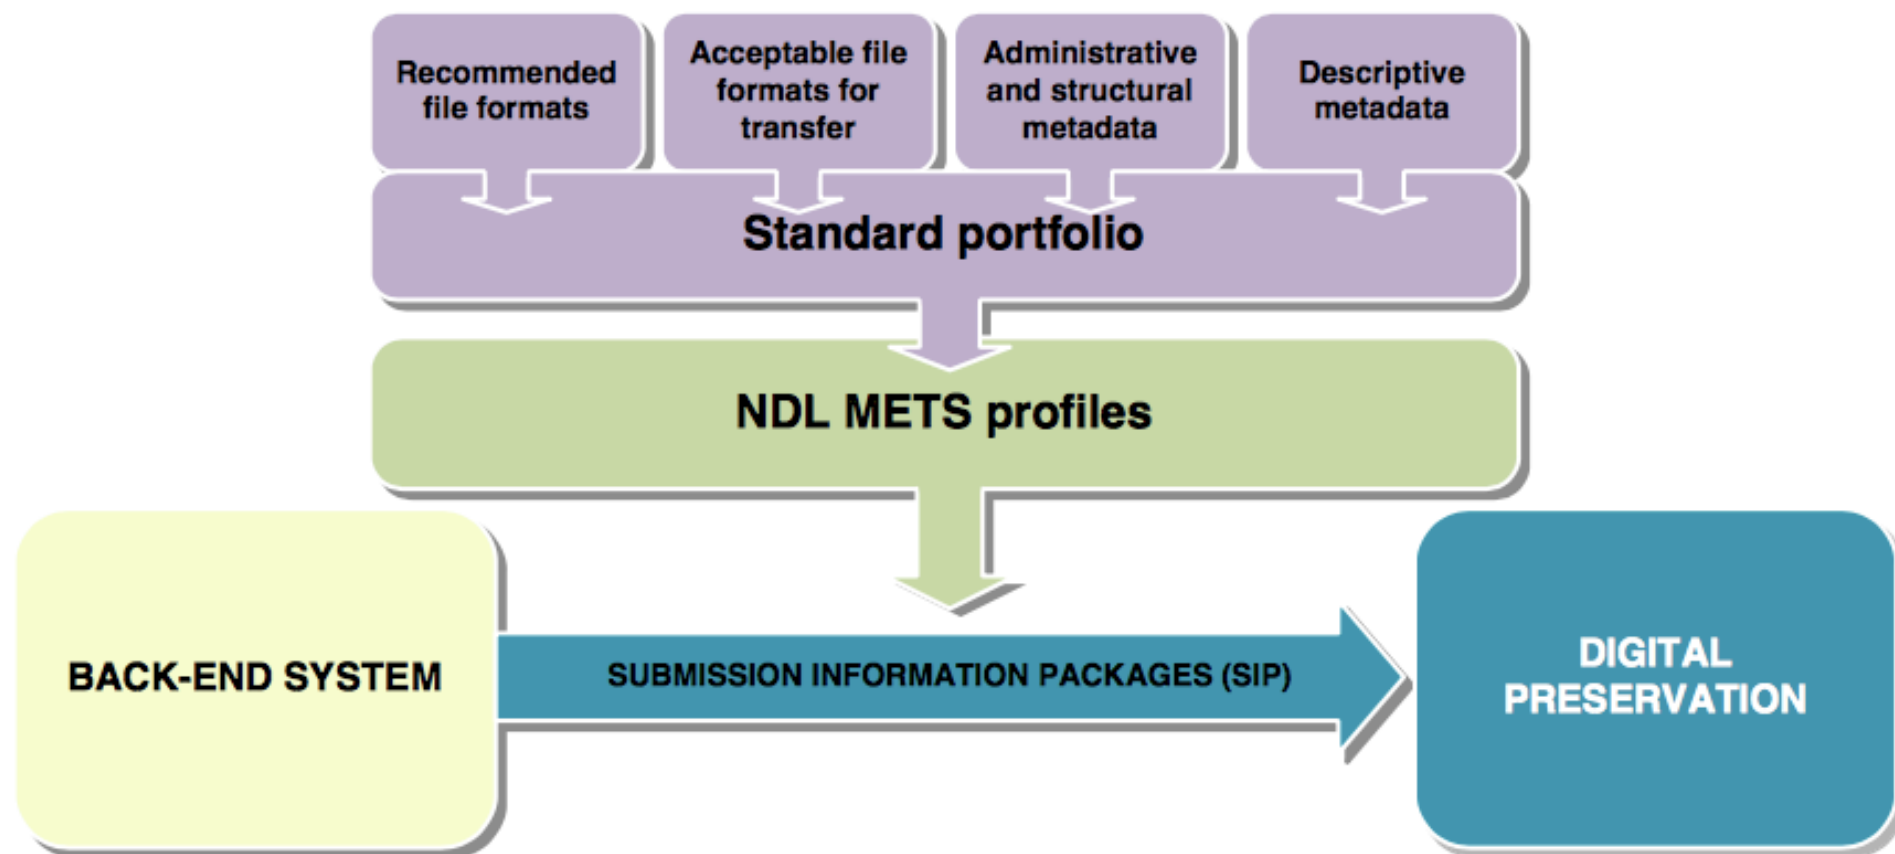 Recommended
file formats
Acceptable file
formats for
transfer
Administrative
and structural
metadata
Descriptive
metadata
Standard portfolio
NDL METS profiles
BACK-END SYSTEM
SUBMISSION INFORMATION PACKAGES (SIP)
DIGITAL
PRESERVATION